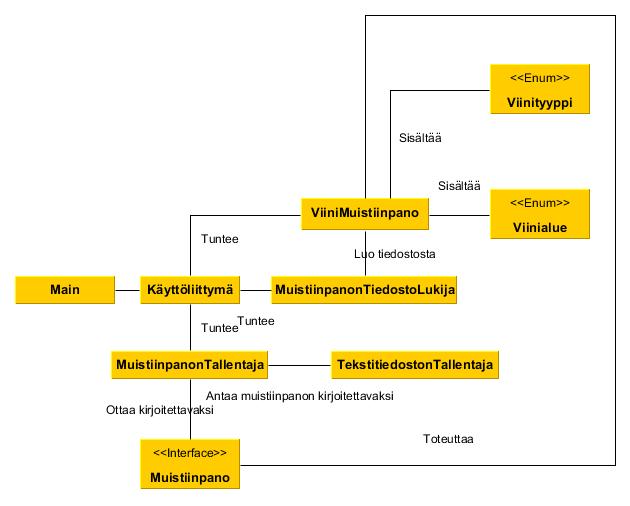 <<Enum>>
Viinityyppi
Sisältää
Sisältää
<<Enum>>
Viinialue
ViiniMuistiinpano
Tuntee
Luo tiedostosta
Main
Käyttöliittymä
MuistiinpanonTiedostoLukija
Tuntee
Tuntee
MuistiinpanonTallentaja
TekstitiedostonTallentaja
Antaa muistiinpanon kirjoitettavaksi
Ottaa kirjoitettavaksi
Toteuttaa
<<Interface>>
Muistiinpano